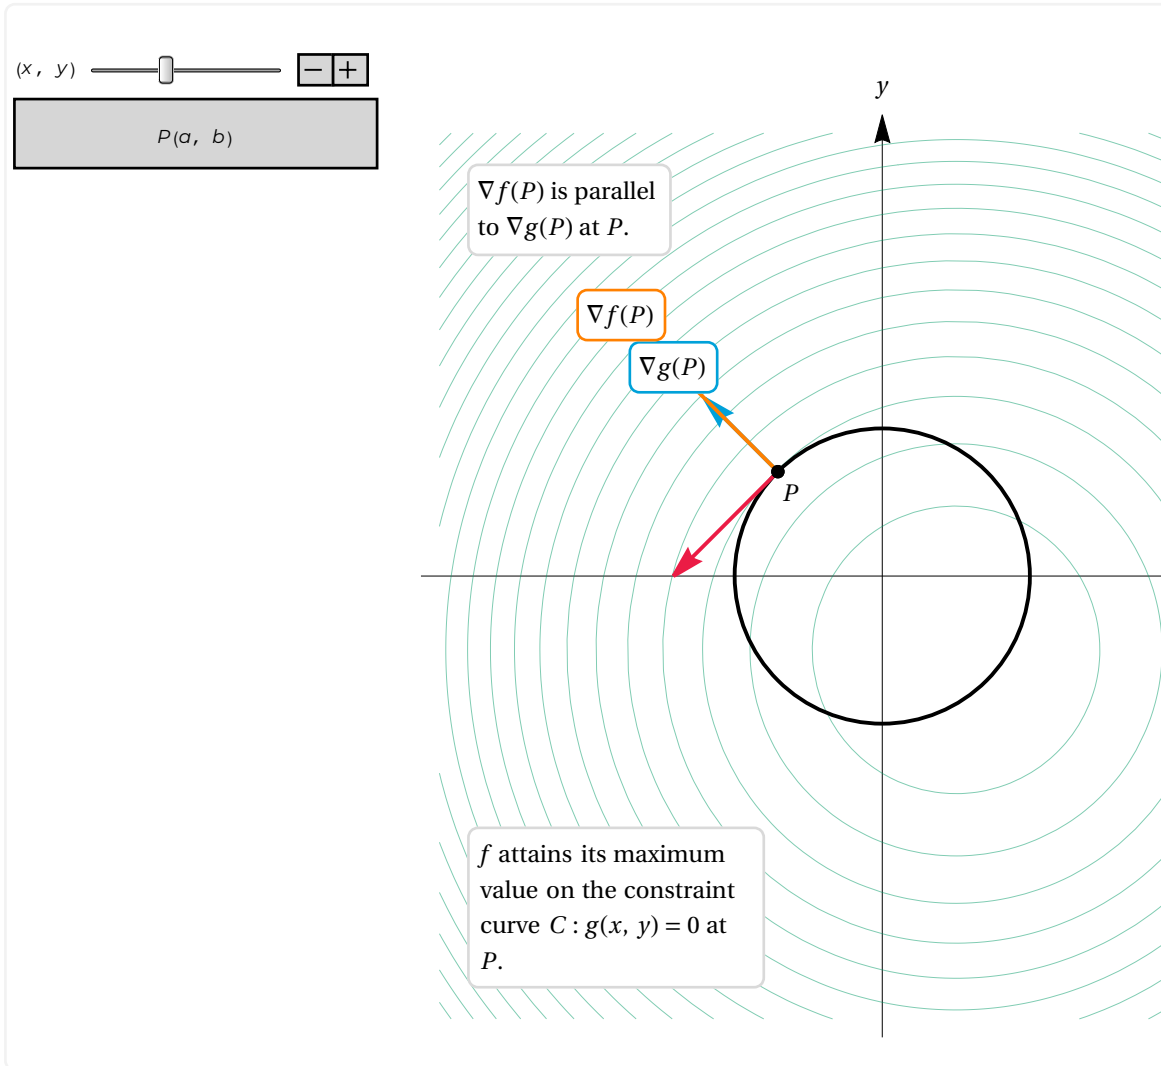 (x, y)
− +
P(a, b)
y
∇f(P) is parallel
to ∇g(P) at P.
∇f(P)
∇g(P)
P
f attains its maximum
value on the constraint
curve C : g(x, y) = 0 at
P.